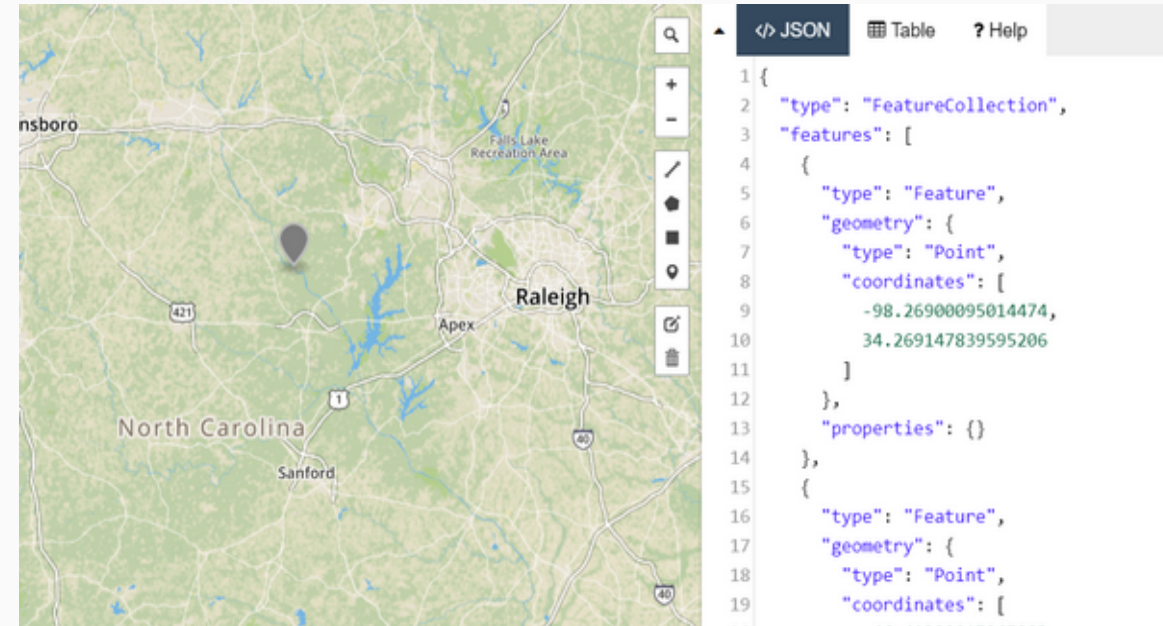 nsboro
Falls Lake
Recreation Area
421
Raleigh
Apex
1
North Carolina
40
Sanford
40
+
−
</> JSON
Table
? Help
1 {
2 "type": "FeatureCollection",
3 "features": [
4 {
5 "type": "Feature",
6 "geometry": {
7 "type": "Point",
8 "coordinates": [
9 -98.26900095014474,
10 34.269147839595206
11 ]
12 },
13 "properties": {}
14 },
15 {
16 "type": "Feature",
17 "geometry": {
18 "type": "Point",
19 "coordinates": [